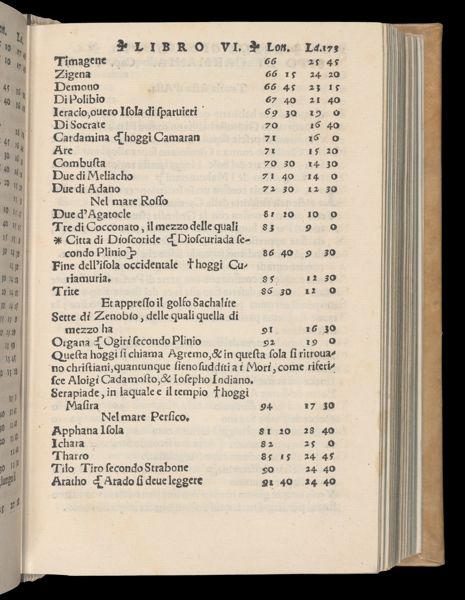 LIBRO VI. Lon. Ld. 175
Timagene 66 25 45
Zigena 66 15 24 20
Demono 66 45 23 15
Di Polibio 67 40 21 40
Ieracio, ouero Isola di sparuieri 69 30 19 0
Di Socrate 70 16 40
Cardamina {hoggi Camaran 71 16 0
Are 71 15 20
Combusta 70 30 14 30
Due di Meliacho 71 40 14 0
Due di Adano 72 30 12 30
Nel mare Rosso
Due d'Agatocle 81 10 10 0
Tre di Cocconato, il mezzo delle quali 83 9 0
* Citta di Dioscoride {Dioscuriada se-
condo Plinio} 86 40 9 30
Fine dell'isola occidentale †hoggi Cu-
riamuria. 85 12 30
Trite 86 30 12 0
Et appresso il golfo Sachalite
Sette di Zenobio, delle quali quella di
mezzo ha 91 16 30
Organa {Ogiri secondo Plinio 92 19 0
Questa hoggi si chiama Agremo, & in questa sola si ritroua-
no christiani, quantunque sieno sudditi a i Mori, come riferi-
sce Aloigi Cadamosto, & Iosepho Indiano.
Serapiade, in laquale e il tempio †hoggi
Masira 94 17 30
Nel mare Persico.
Apphana Isola 81 20 28 40
Ichara 82 25 0
Tharro 85 15 24 45
Tilo Tiro secondo Strabone 90 24 40
Aratho {Arado si deue leggere 91 40 24 40